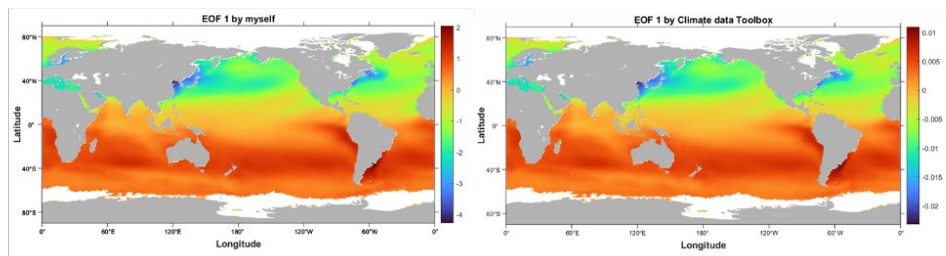 EOF 1 by myself
80°N
40°N
0°
40°S
80°S
Latitude
0°
60°E
120°E
180°
120°W
60°W
0°
Longitude
2
1
0
-1
-2
-3
-4
EOF 1 by Climate data Toolbox
80°N
40°N
0°
40°S
80°S
Latitude
0°
60°E
120°E
180°
120°W
60°W
0°
Longitude
0.01
0.005
0
-0.005
-0.01
-0.015
-0.02